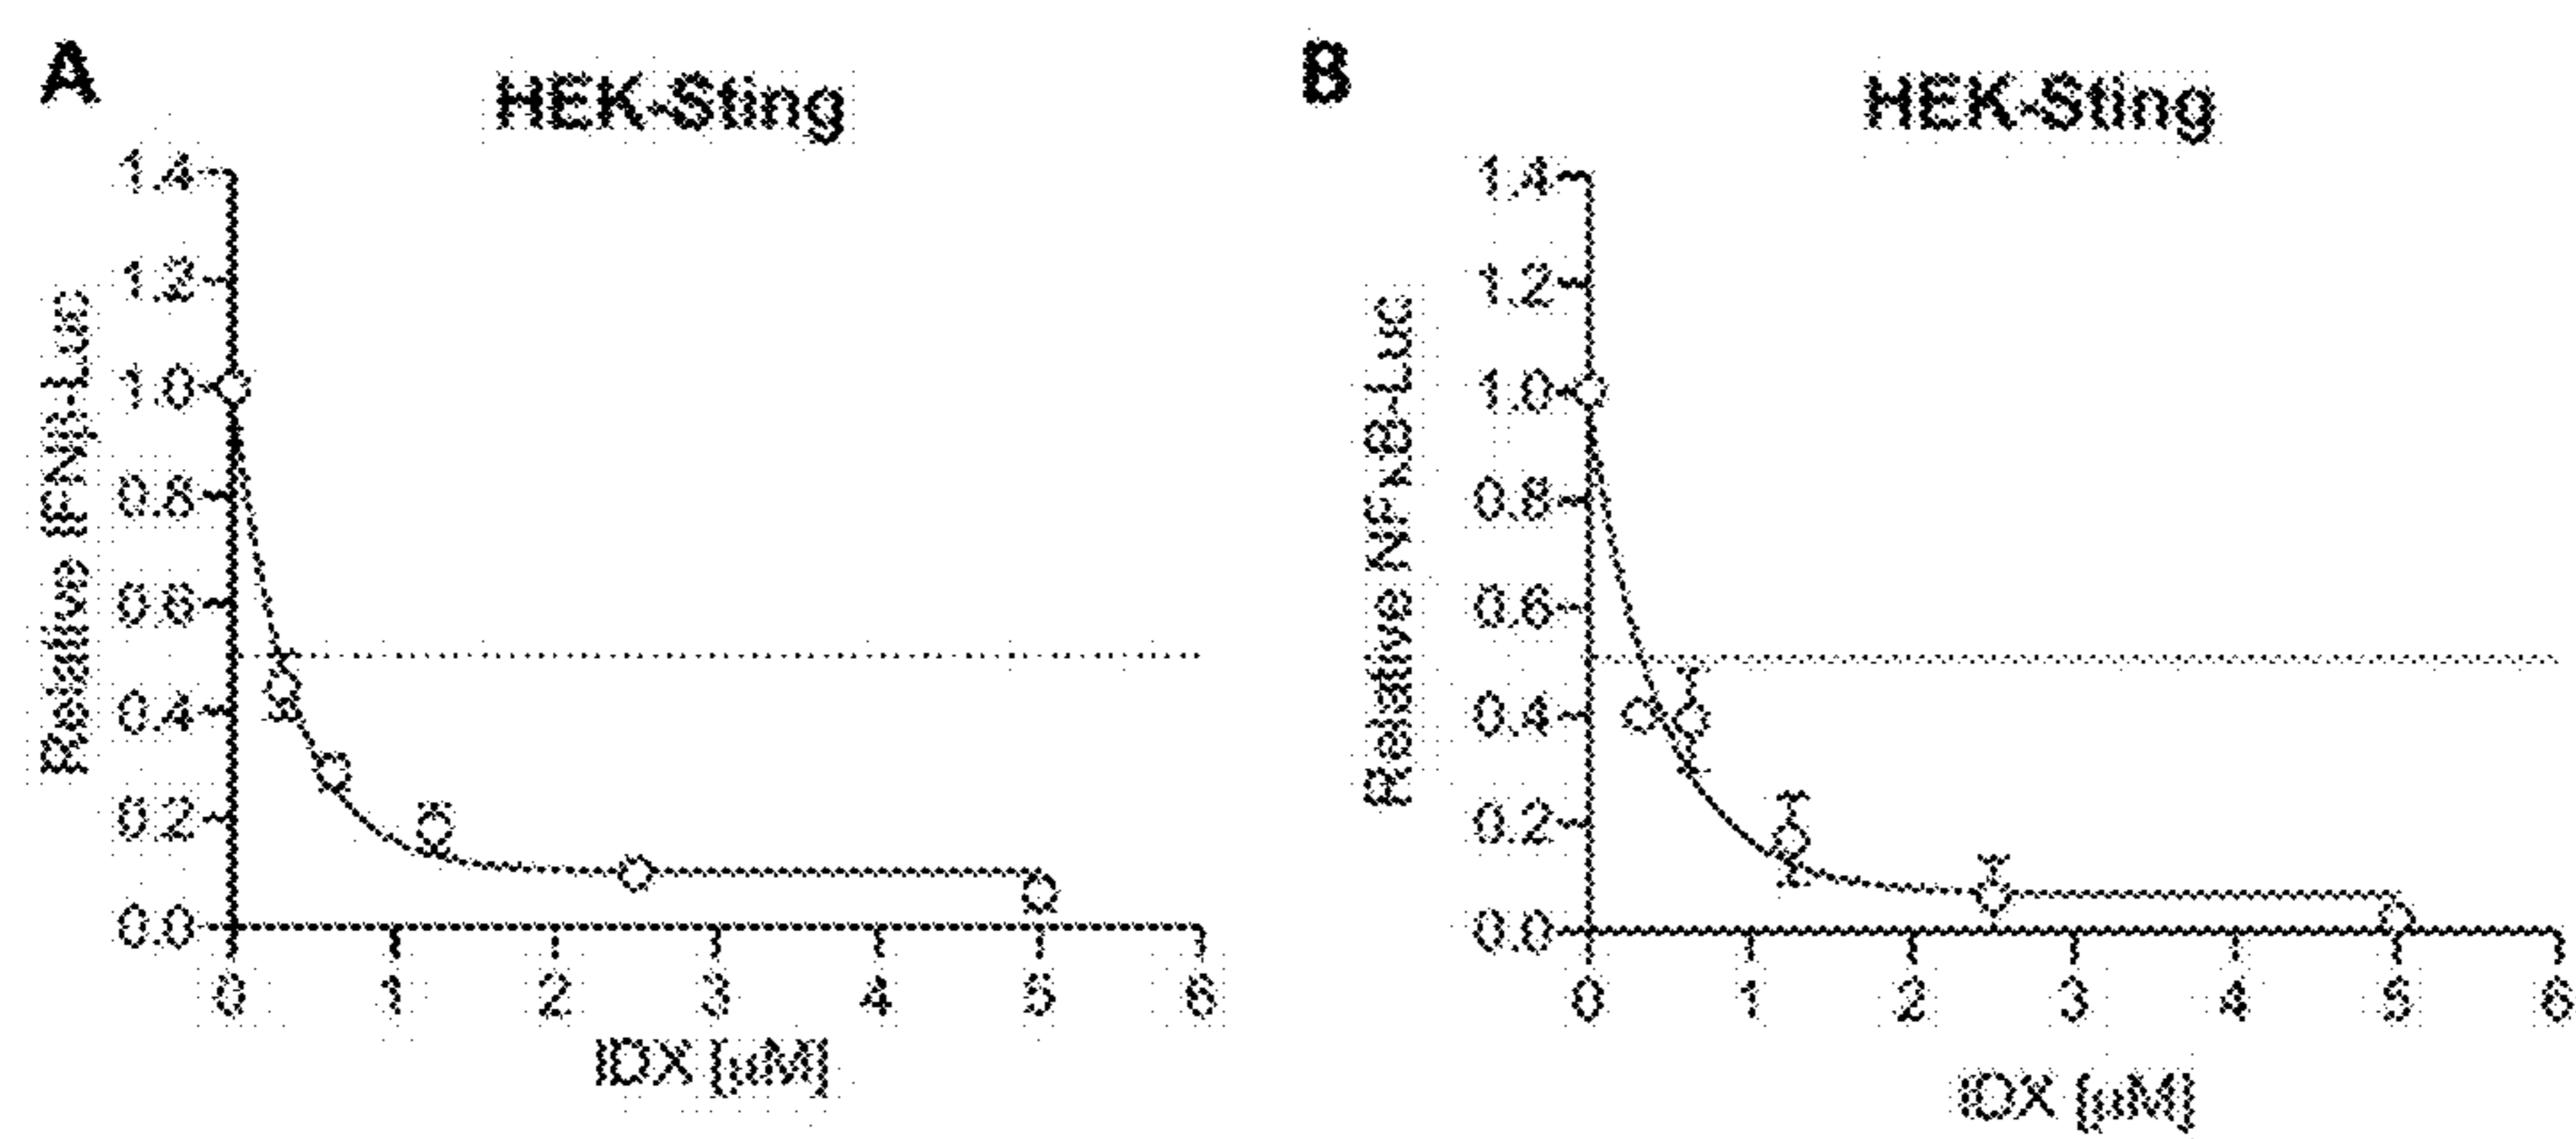 A
HEK-Sting
Relative IFNβ-Luc
1.4
1.2
1.0
0.8
0.6
0.4
0.2
0.0
0 1 2 3 4 5 6
IDX [μM]
B
HEK-Sting
Relative NFκB-Luc
1.4
1.2
1.0
0.8
0.6
0.4
0.2
0.0
0 1 2 3 4 5 6
IDX [μM]